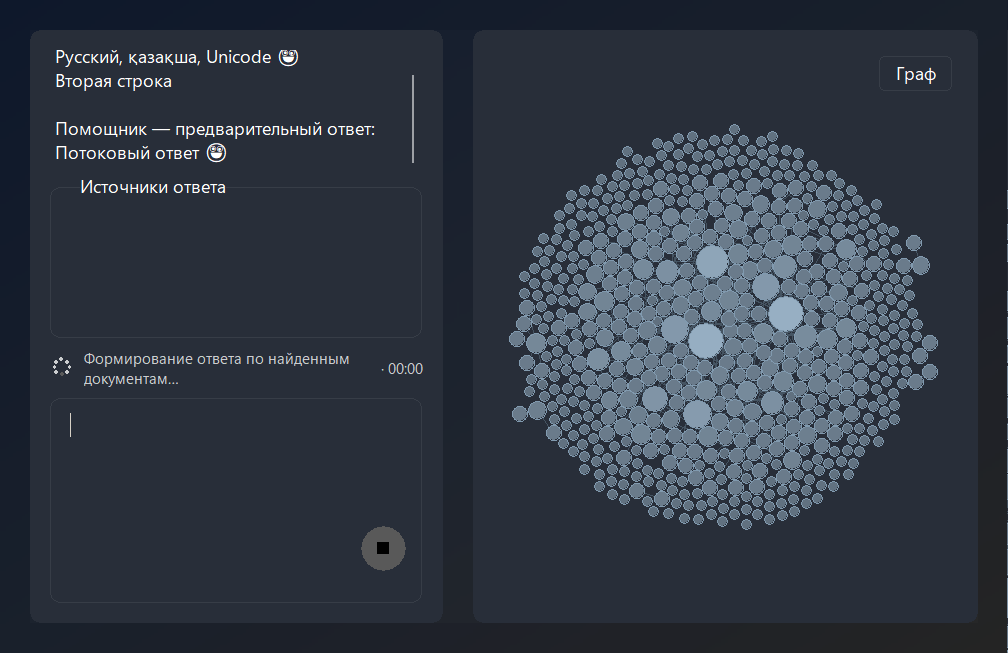 Русский, қазақша, Unicode 😀
Вторая строка
Помощник — предварительный ответ:
Потоковый ответ 😀
Источники ответа
Формирование ответа по найденным
документам...
· 00:00
Граф